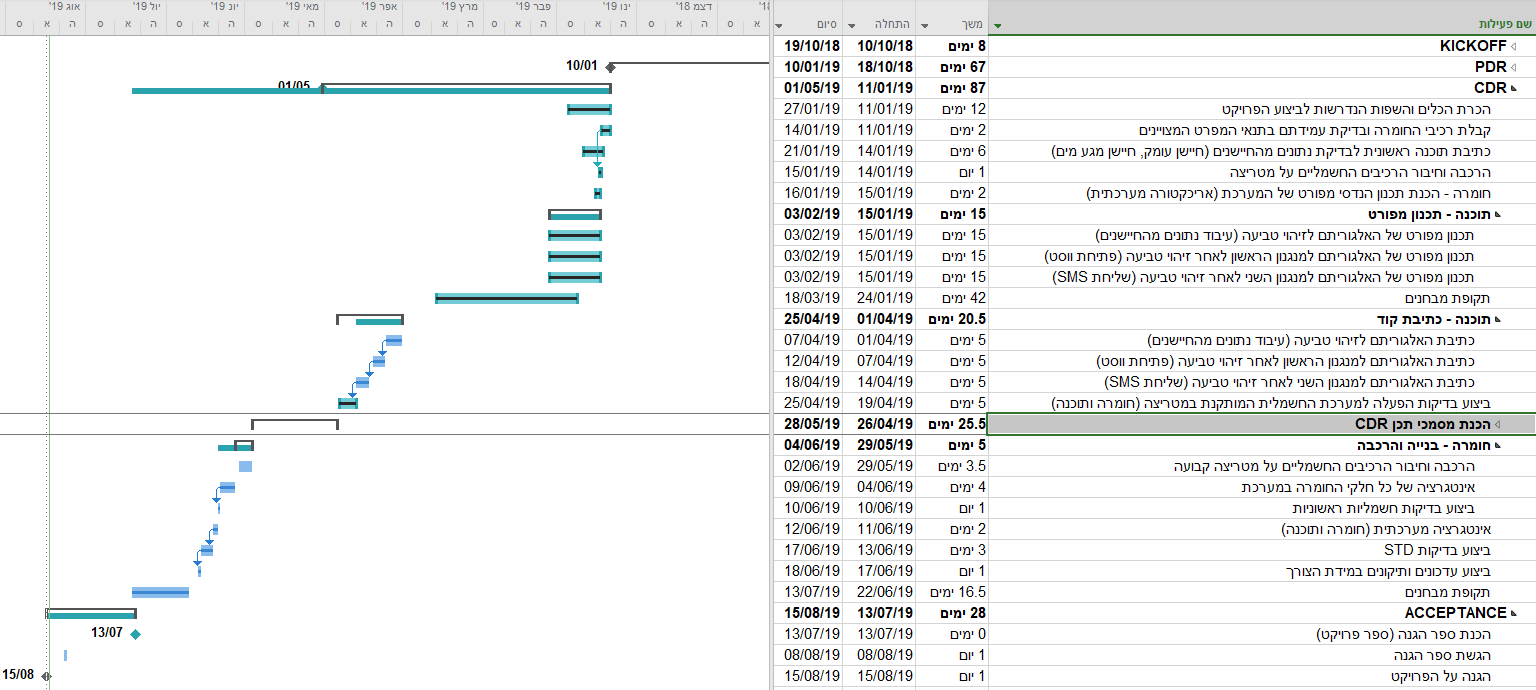 שם פעילות משך התחלה סיום
'18 דצמ '18 ינו '19 פבר '19 מרץ '19 אפר '19 מאי '19 יונ '19 יול '19 אוג '19
א ס ה א ס ה א ס ה א ס ה א ס ה א ס ה א ס ה א ס ה א ס
KICKOFF 8 ימים 10/10/18 19/10/18
PDR 67 ימים 18/10/18 10/01/19 10/01
CDR 87 ימים 11/01/19 01/05/19 01/05
הכרת הכלים והשפות הנדרשות לביצוע הפרויקט 12 ימים 11/01/19 27/01/19
קבלת רכיבי החומרה ובדיקת עמידתם בתנאי המפרט המצויינים 2 ימים 11/01/19 14/01/19
כתיבת תוכנה ראשונית לבדיקת נתונים מהחיישנים (חיישן עומק, חיישן מגע מים) 6 ימים 14/01/19 21/01/19
הרכבה וחיבור הרכיבים החשמליים על מטריצה 1 יום 14/01/19 15/01/19
חומרה - הכנת תכנון הנדסי מפורט של המערכת (אריכקטורה מערכתית) 2 ימים 15/01/19 16/01/19
תוכנה - תכנון מפורט 15 ימים 15/01/19 03/02/19
תכנון מפורט של האלגוריתם לזיהוי טביעה (עיבוד נתונים מהחיישנים) 15 ימים 15/01/19 03/02/19
תכנון מפורט של האלגוריתם למנגנון הראשון לאחר זיהוי טביעה (פתיחת ווסט) 15 ימים 15/01/19 03/02/19
תכנון מפורט של האלגוריתם למנגנון השני לאחר זיהוי טביעה (שליחת SMS) 15 ימים 15/01/19 03/02/19
תקופת מבחנים 42 ימים 24/01/19 18/03/19
תוכנה - כתיבת קוד 20.5 ימים 01/04/19 25/04/19
כתיבת האלגוריתם לזיהוי טביעה (עיבוד נתונים מהחיישנים) 5 ימים 01/04/19 07/04/19
כתיבת האלגוריתם למנגנון הראשון לאחר זיהוי טביעה (פתיחת ווסט) 5 ימים 07/04/19 12/04/19
כתיבת האלגוריתם למנגנון השני לאחר זיהוי טביעה (שליחת SMS) 5 ימים 14/04/19 18/04/19
ביצוע בדיקות הפעלה למערכת החשמלית המותקנת במטריצה (חומרה ותוכנה) 5 ימים 19/04/19 25/04/19
הכנת מסמכי תכן CDR 25.5 ימים 26/04/19 28/05/19
חומרה - בנייה והרכבה 5 ימים 29/05/19 04/06/19
הרכבה וחיבור הרכיבים החשמליים על מטריצה קבועה 3.5 ימים 29/05/19 02/06/19
אינטגרציה של כל חלקי החומרה במערכת 4 ימים 04/06/19 09/06/19
ביצוע בדיקות חשמליות ראשוניות 1 יום 10/06/19 10/06/19
אינטגרציה מערכתית (חומרה ותוכנה) 2 ימים 11/06/19 12/06/19
ביצוע בדיקות STD 3 ימים 13/06/19 17/06/19
ביצוע עדכונים ותיקונים במידת הצורך 1 יום 17/06/19 18/06/19
תקופת מבחנים 16.5 ימים 22/06/19 13/07/19
ACCEPTANCE 28 ימים 13/07/19 15/08/19
הכנת ספר הגנה (ספר פרויקט) 0 ימים 13/07/19 13/07/19 13/07
הגשת ספר הגנה 1 יום 08/08/19 08/08/19
הגנה על הפרויקט 1 יום 15/08/19 15/08/19 15/08